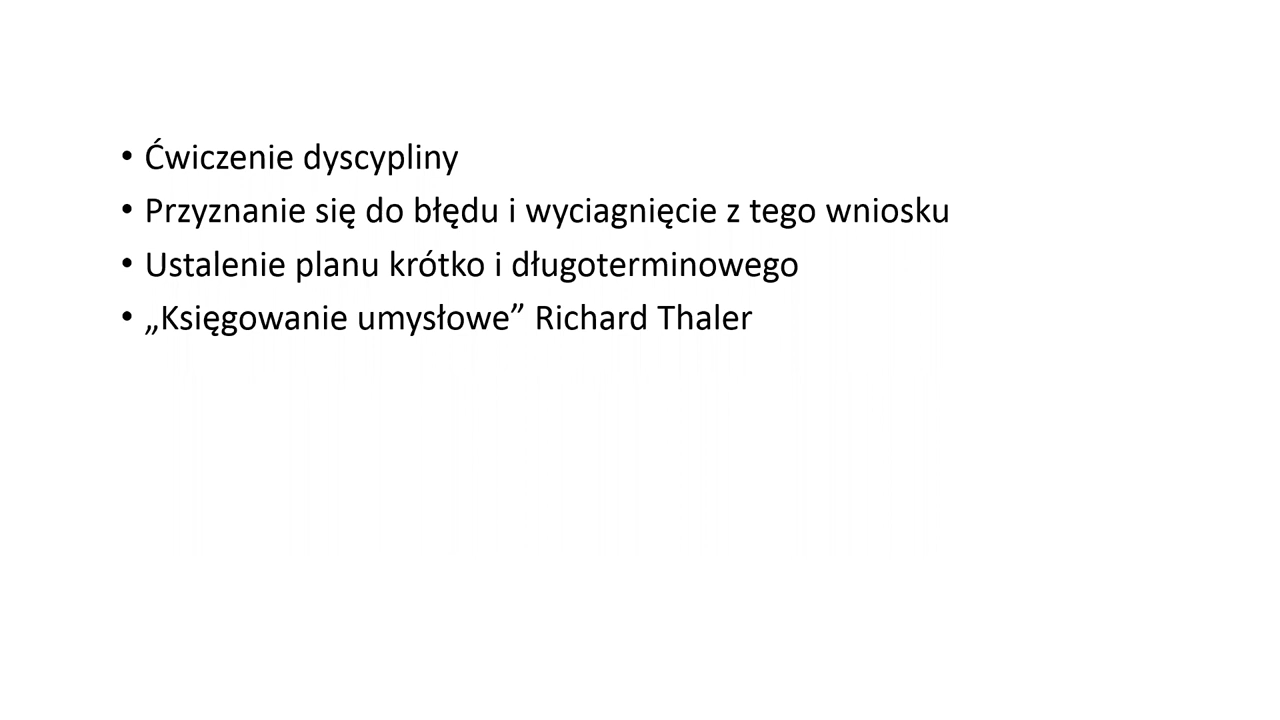 • Ćwiczenie dyscypliny
• Przyznanie się do błędu i wyciagnięcie z tego wniosku
• Ustalenie planu krótko i długoterminowego
• „Księgowanie umysłowe” Richard Thaler